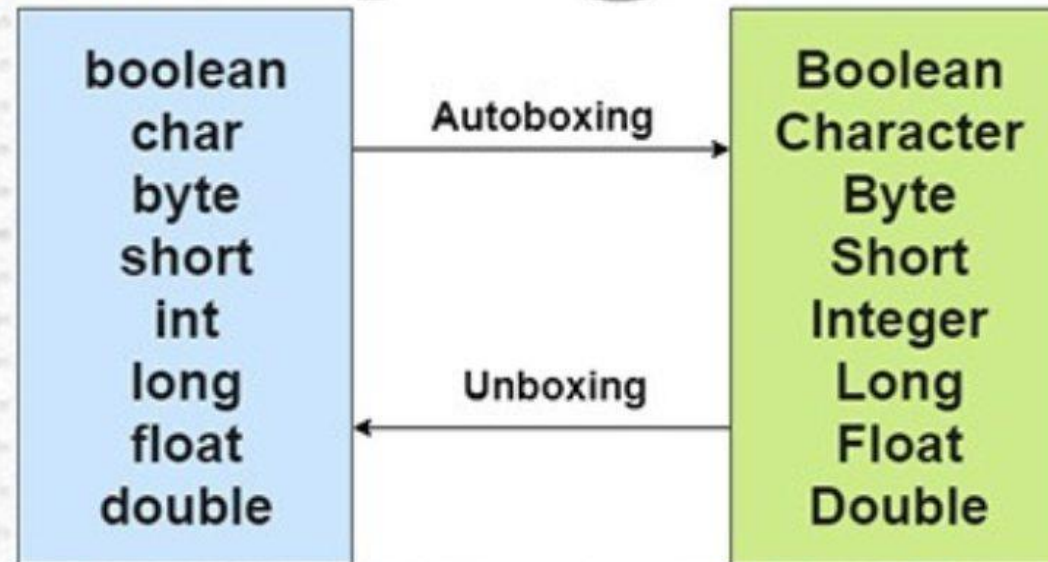 boolean
char
byte
short
int
long
float
double
Autoboxing
Unboxing
Boolean
Character
Byte
Short
Integer
Long
Float
Double